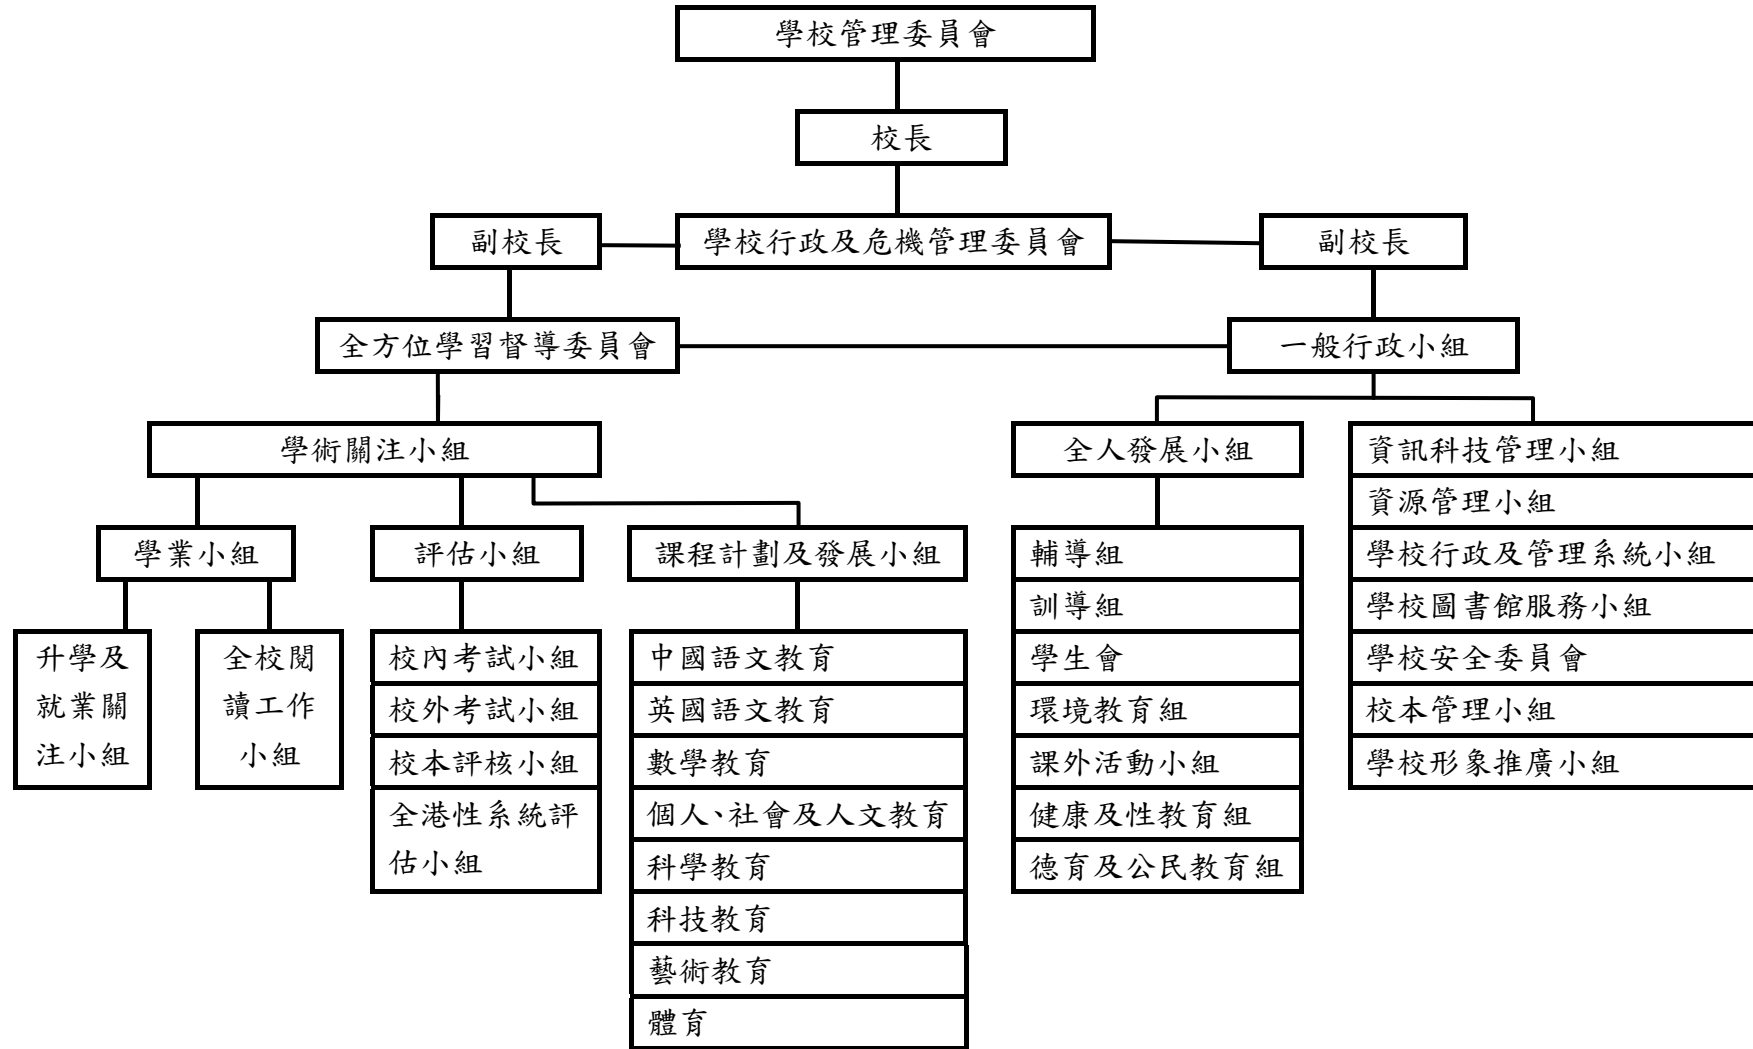 學校管理委員會
校長
副校長
學校行政及危機管理委員會
副校長
全方位學習督導委員會
一般行政小組
學術關注小組
全人發展小組
學業小組
評估小組
課程計劃及發展小組
升學及
就業關
注小組
全校閱
讀工作
小組
校內考試小組
校外考試小組
校本評核小組
全港性系統評
估小組
中國語文教育
英國語文教育
數學教育
個人、社會及人文教育
科學教育
科技教育
藝術教育
體育
輔導組
訓導組
學生會
環境教育組
課外活動小組
健康及性教育組
德育及公民教育組
資訊科技管理小組
資源管理小組
學校行政及管理系統小組
學校圖書館服務小組
學校安全委員會
校本管理小組
學校形象推廣小組